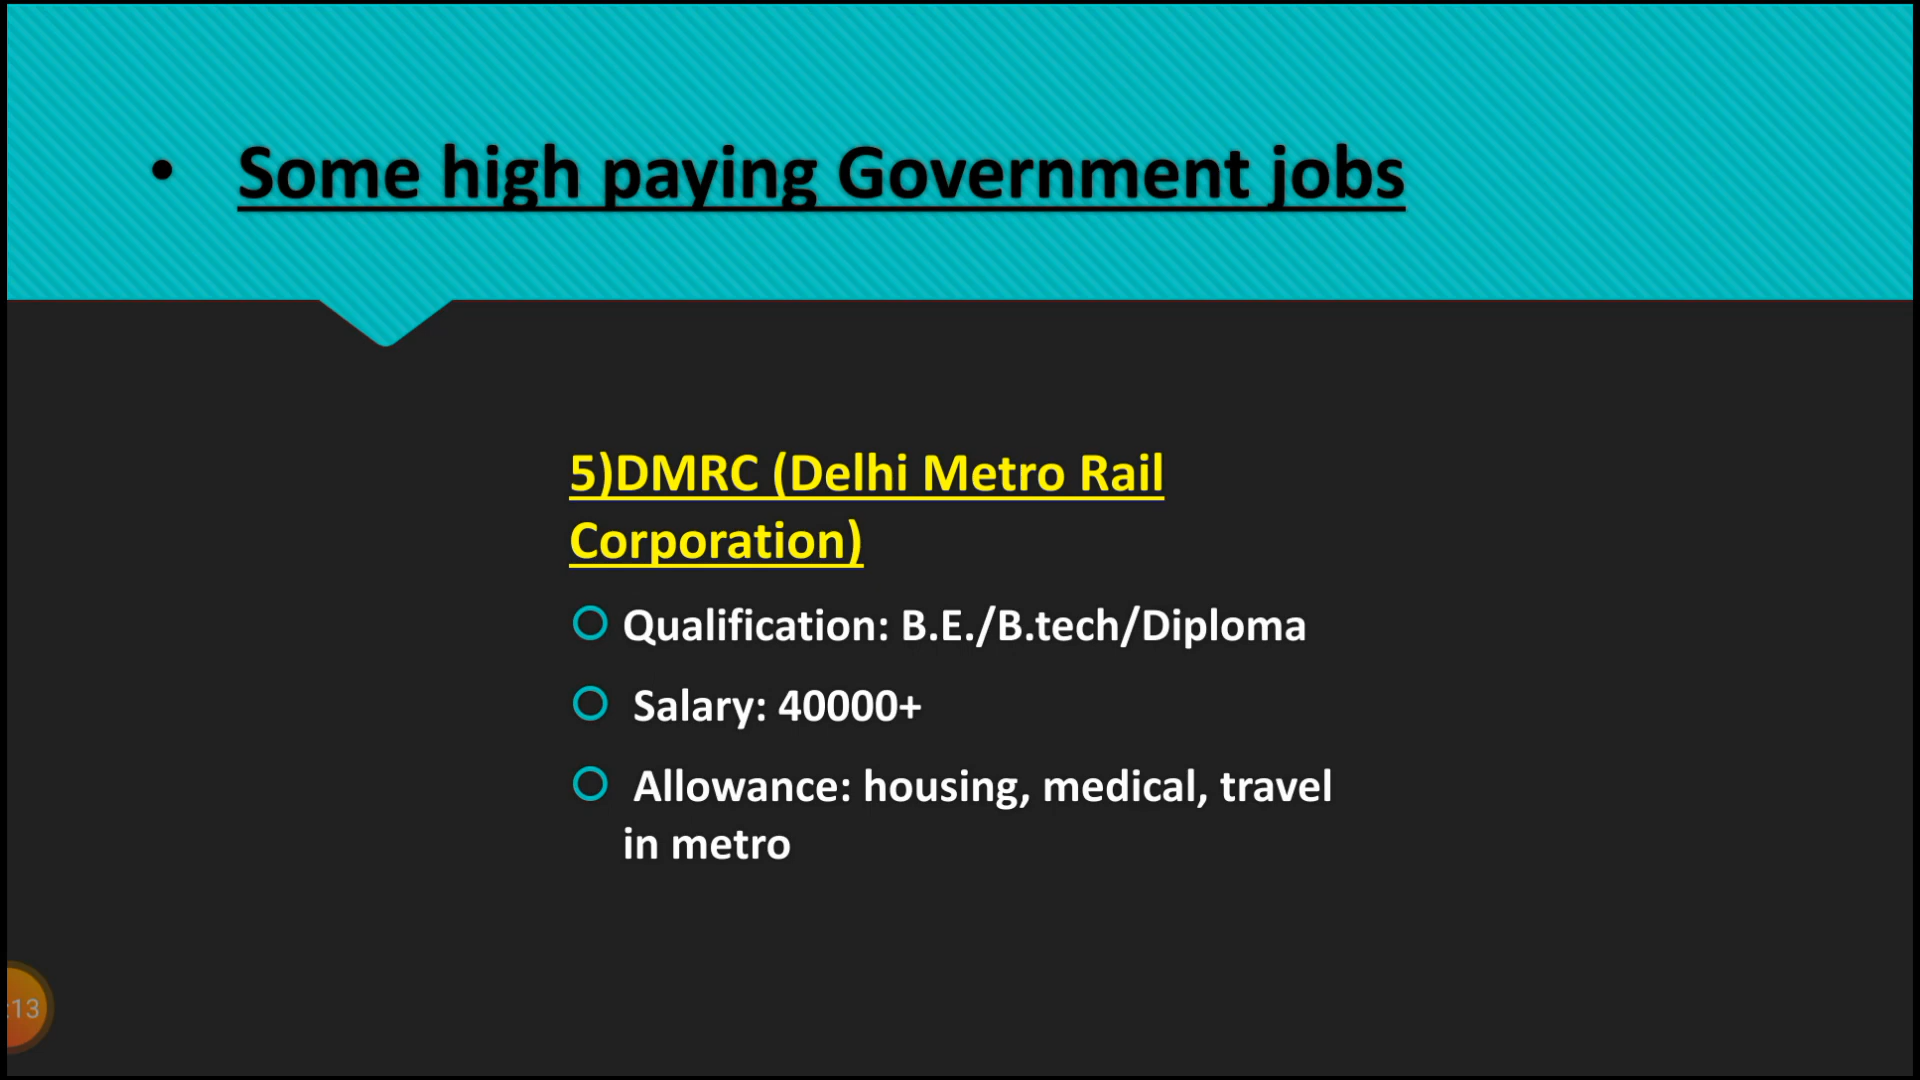 • Some high paying Government jobs
5)DMRC (Delhi Metro Rail
Corporation)
Qualification: B.E./B.tech/Diploma
Salary: 40000+
Allowance: housing, medical, travel
in metro
:13